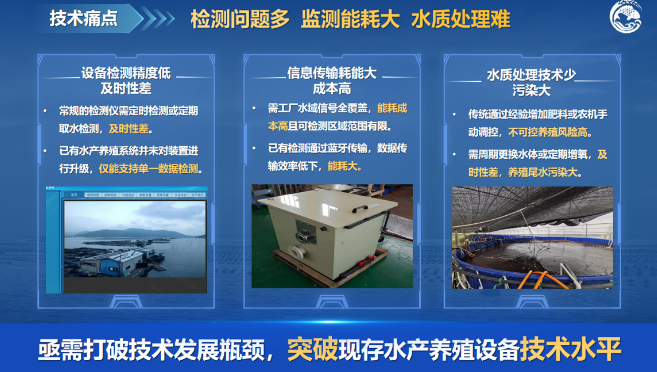 技术痛点
检测问题多 监测能耗大 水质处理难
设备检测精度低
及时性差
• 常规的检测仪需定时检测或定期
取水检测，及时性差。
• 已有水产养殖系统并未对装置进
行升级，仅能支持单一数据检测。
信息传输耗能大
成本高
• 需工厂水域信号全覆盖，能耗成
本高且可检测区域范围有限。
• 已有检测通过蓝牙传输，数据传
输效率低下，能耗大。
水质处理技术少
污染大
• 传统通过经验增加肥料或农机手
动调控，不可控养殖风险高。
• 需周期更换水体或定期增氧，及
时性差，养殖尾水污染大。
亟需打破技术发展瓶颈，突破现存水产养殖设备技术水平